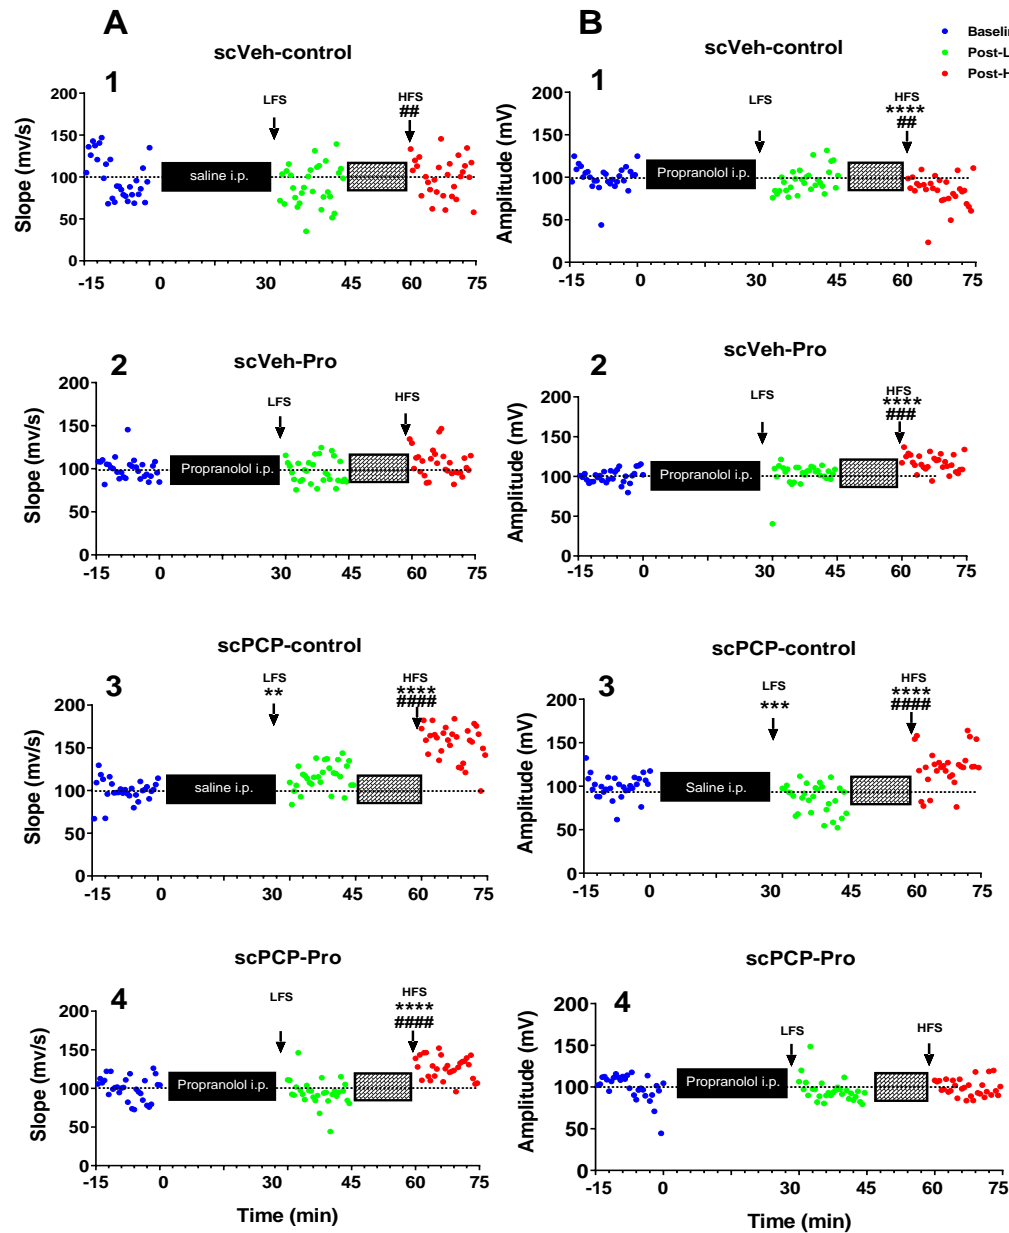 A
B
Baselin
Post-L
Post-H
scVeh-control
1
LFS
HFS
##
Slope (mv/s)
200
150
100
50
0
saline i.p.
-15 0 30 45 60 75
scVeh-control
1
LFS
HFS
****
##
Amplitude (mV)
200
150
100
50
0
Propranolol i.p.
-15 0 30 45 60 75
scVeh-Pro
2
LFS
HFS
Slope (mv/s)
200
150
100
50
0
Propranolol i.p.
-15 0 30 45 60 75
scVeh-Pro
2
LFS
HFS
****
###
Amplitude (mV)
200
150
100
50
0
Propranolol i.p.
-15 0 30 45 60 75
scPCP-control
3
LFS
**
HFS
****
####
Slope (mv/s)
200
150
100
50
0
saline i.p.
-15 0 30 45 60 75
scPCP-control
3
LFS
***
HFS
****
####
Amplitude (mV)
200
150
100
50
0
Saline i.p.
-15 0 30 45 60 75
scPCP-Pro
4
LFS
HFS
****
####
Slope (mv/s)
200
150
100
50
0
Propranolol i.p.
-15 0 30 45 60 75
Time (min)
scPCP-Pro
4
LFS
HFS
Amplitude (mV)
200
150
100
50
0
Propranolol i.p.
-15 0 30 45 60 75
Time (min)